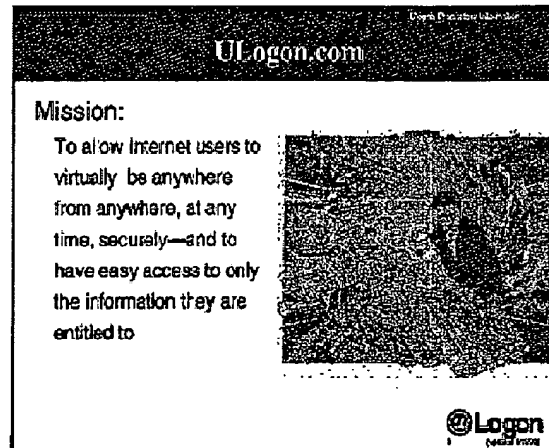 ULogon.com
Mission:
To allow Internet users to
virtually be anywhere
from anywhere, at any
time, securely—and to
have easy access to only
the information they are
entitled to
@Logon